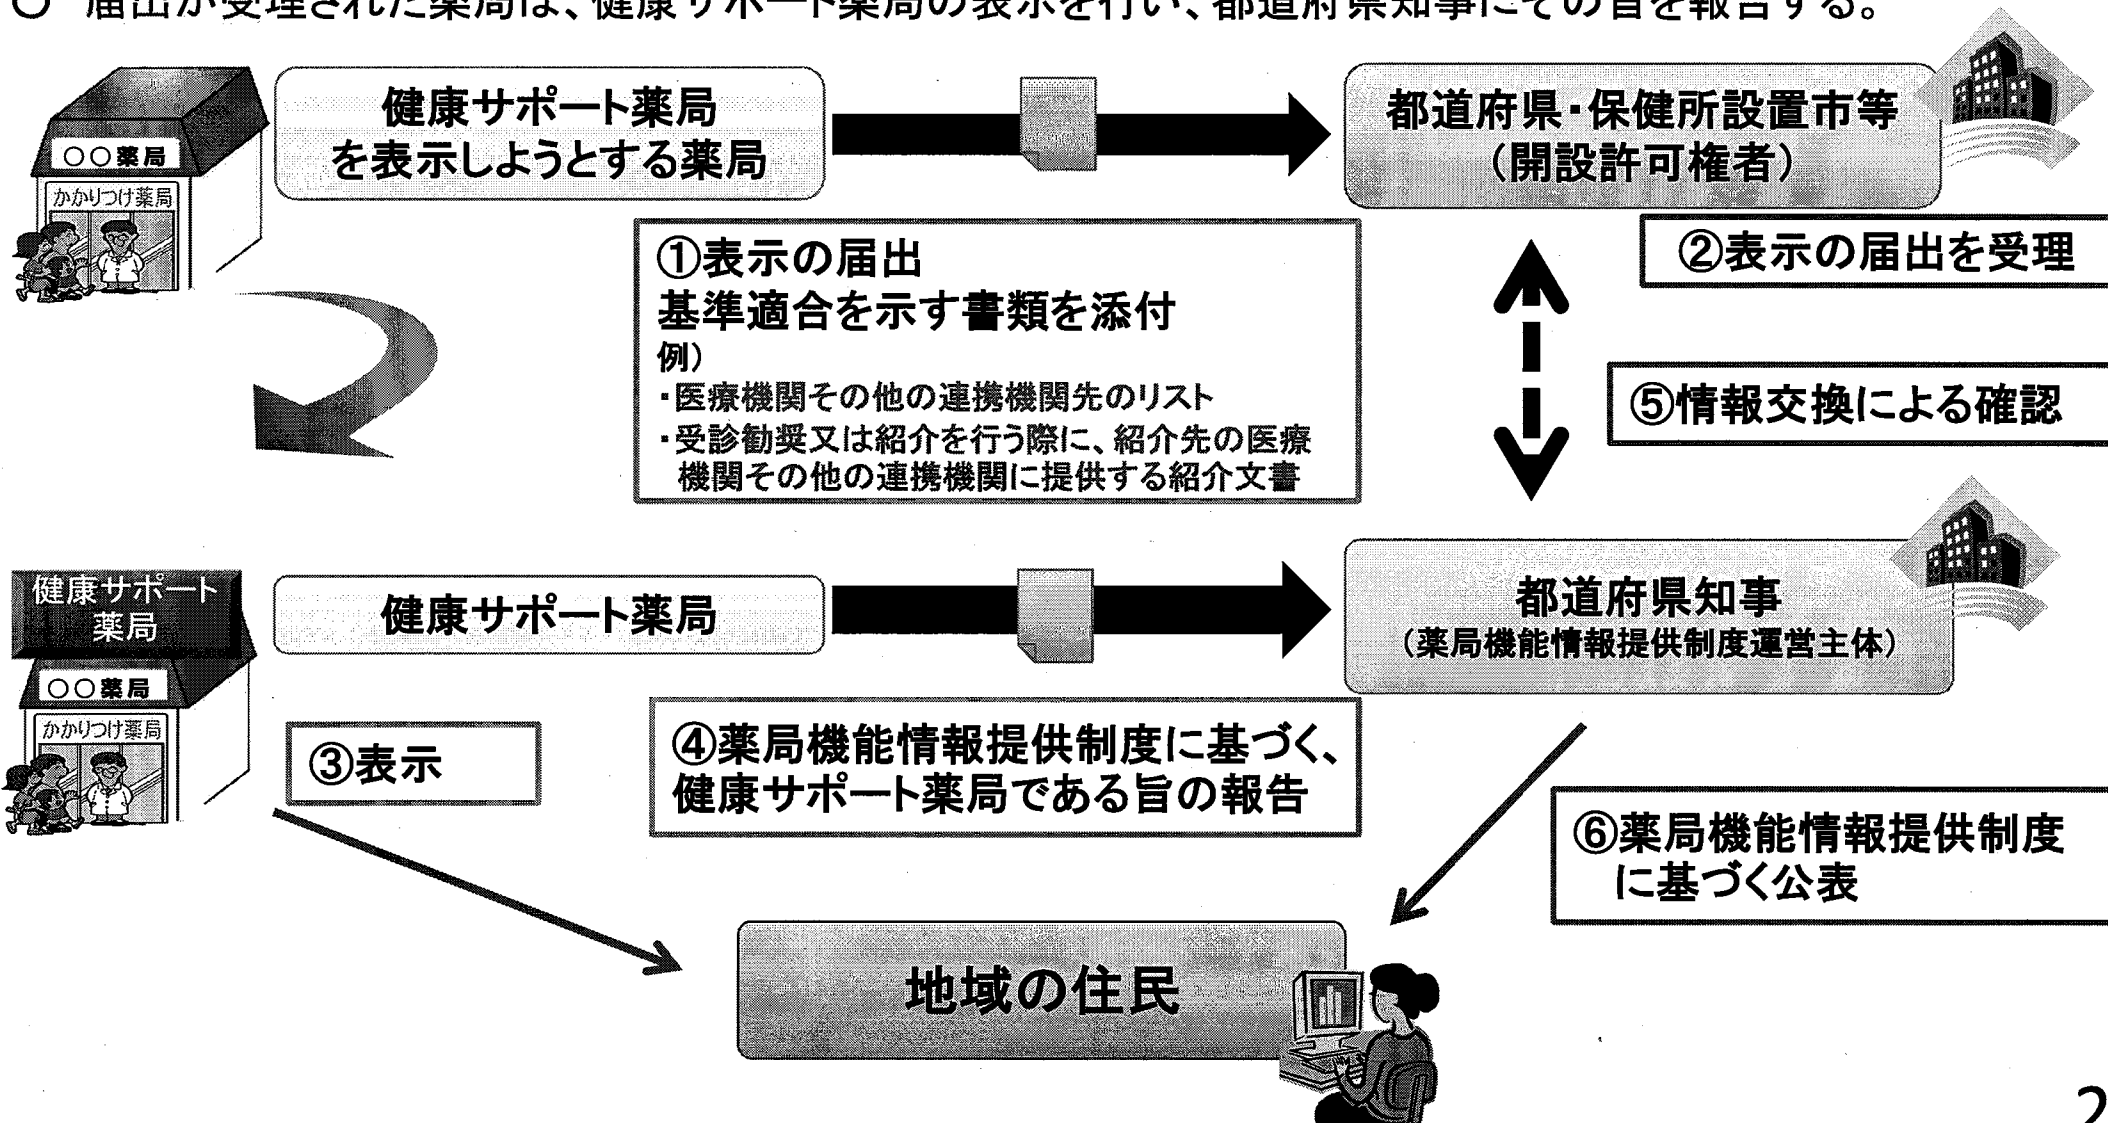 ○ 届出が受理された薬局は、健康サポート薬局の表示を行い、都道府県知事にその旨を報告する。
○○薬局
かかりつけ薬局
健康サポート薬局
を表示しようとする薬局
都道府県・保健所設置市等
（開設許可権者）
①表示の届出
基準適合を示す書類を添付
例）
・医療機関その他の連携機関先のリスト
・受診勧奨又は紹介を行う際に、紹介先の医療
機関その他の連携機関に提供する紹介文書
②表示の届出を受理
⑤情報交換による確認
健康サポート
薬局
○○薬局
かかりつけ薬局
健康サポート薬局
都道府県知事
（薬局機能情報提供制度運営主体）
③表示
④薬局機能情報提供制度に基づく、
健康サポート薬局である旨の報告
⑥薬局機能情報提供制度
に基づく公表
地域の住民
2